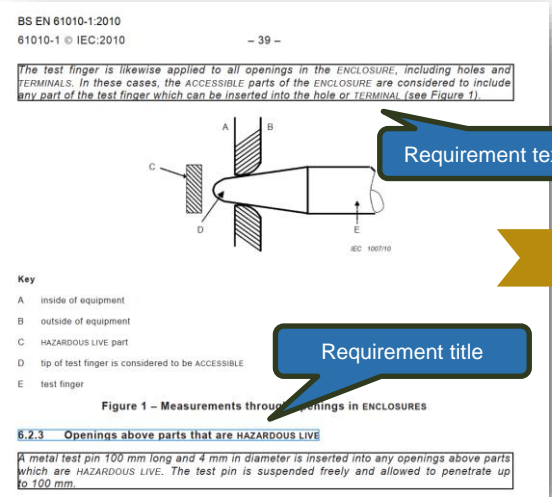 BS EN 61010-1:2010
61010-1 © IEC:2010 – 39 –
The test finger is likewise applied to all openings in the ENCLOSURE, including holes and
TERMINALS. In these cases, the ACCESSIBLE parts of the ENCLOSURE are considered to include
any part of the test finger which can be inserted into the hole or TERMINAL (see Figure 1).
A B
Requirement
C
D
E
IEC 1007/10
Key
A inside of equipment
B outside of equipment
C HAZARDOUS LIVE part
D tip of test finger is considered to be ACCESSIBLE
E test finger
Requirement title
Figure 1 – Measurements through openings in ENCLOSURES
6.2.3 Openings above parts that are HAZARDOUS LIVE
A metal test pin 100 mm long and 4 mm in diameter is inserted into any openings above parts
which are HAZARDOUS LIVE. The test pin is suspended freely and allowed to penetrate up
to 100 mm.